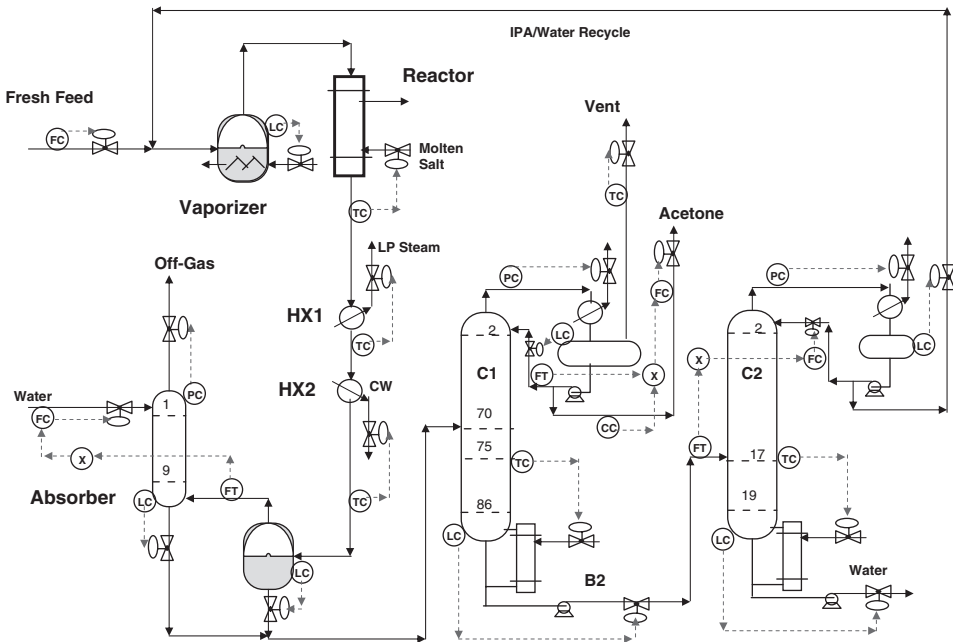 IPA/Water Recycle
Reactor
Fresh Feed
Vent
LC
FC
Molten
Salt
TC
Vaporizer
TC
Acetone
LP Steam
Off-Gas
PC
FC
PC
HX1
2
LC
2
LC
TC
X
FC
HX2
CW
FT
X
C1
C2
Water
PC
1
FC
70
CC
75
X
9
TC
FT
17
TC
Absorber
LC
FT
TC
86
19
LC
LC
LC
B2
Water